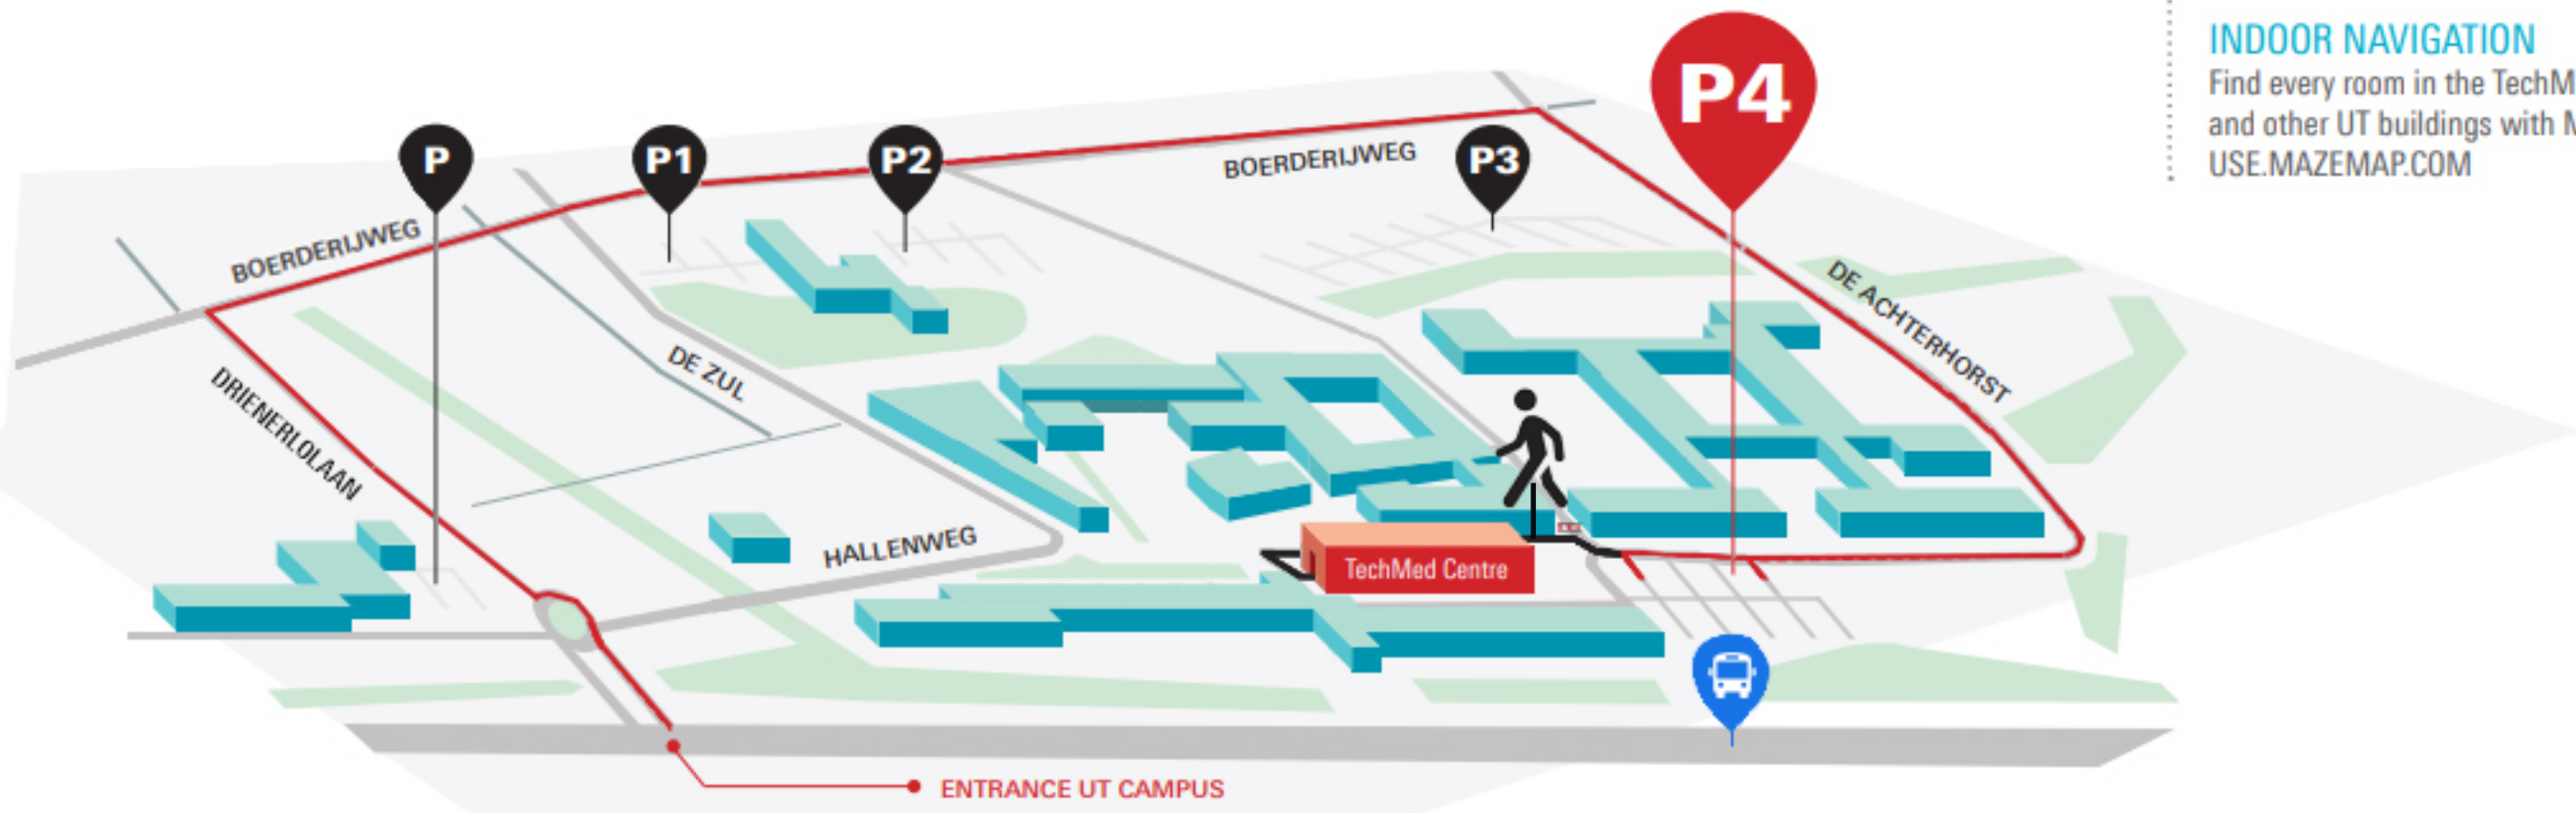 INDOOR NAVIGATION
Find every room in the TechM
and other UT buildings with M
USE.MAZEMAP.COM
P4
P
P1
P2
P3
BOERDERIJWEG
BOERDERIJWEG
DE ACHTERHORST
DE ZUL
DRIENERLOLAAN
HALLENWEG
TechMed Centre
ENTRANCE UT CAMPUS